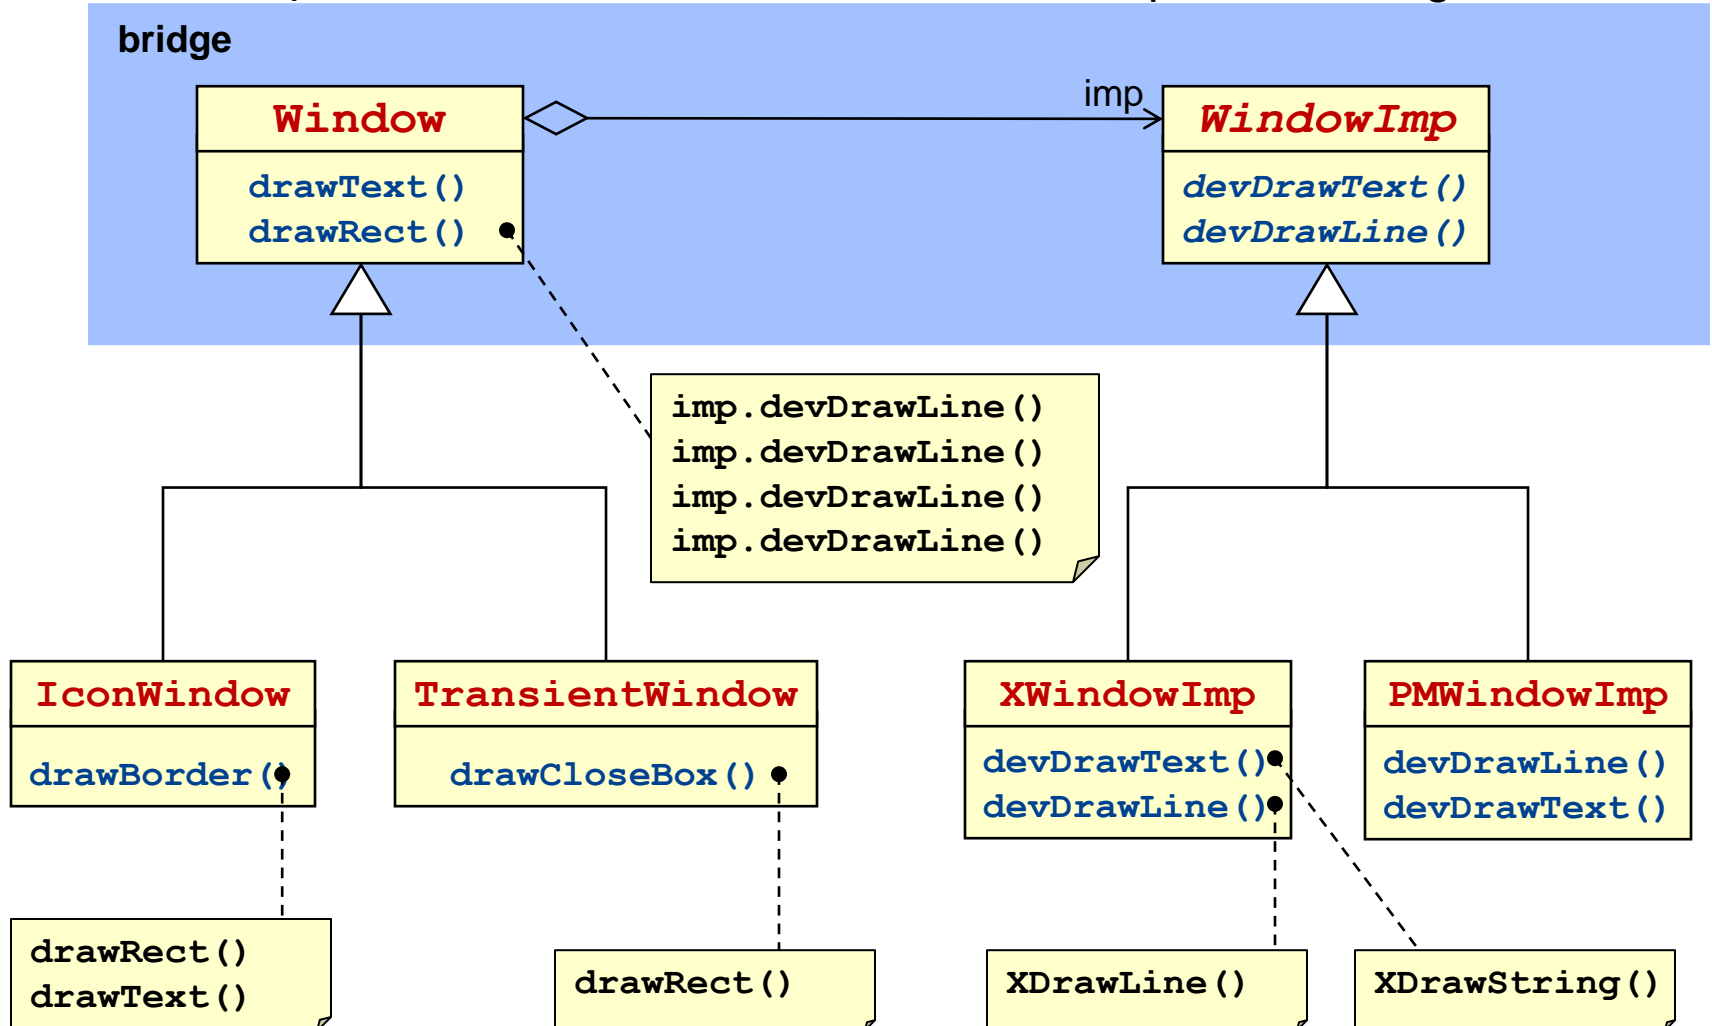 bridge
imp
Window
WindowImp
drawText()
drawRect()
devDrawText()
devDrawLine()
imp.devDrawLine()
imp.devDrawLine()
imp.devDrawLine()
imp.devDrawLine()
IconWindow
TransientWindow
XWindowImp
PMWindowImp
drawBorder()
drawCloseBox()
devDrawText()
devDrawLine()
devDrawLine()
devDrawText()
drawRect()
drawText()
drawRect()
XDrawLine()
XDrawString()